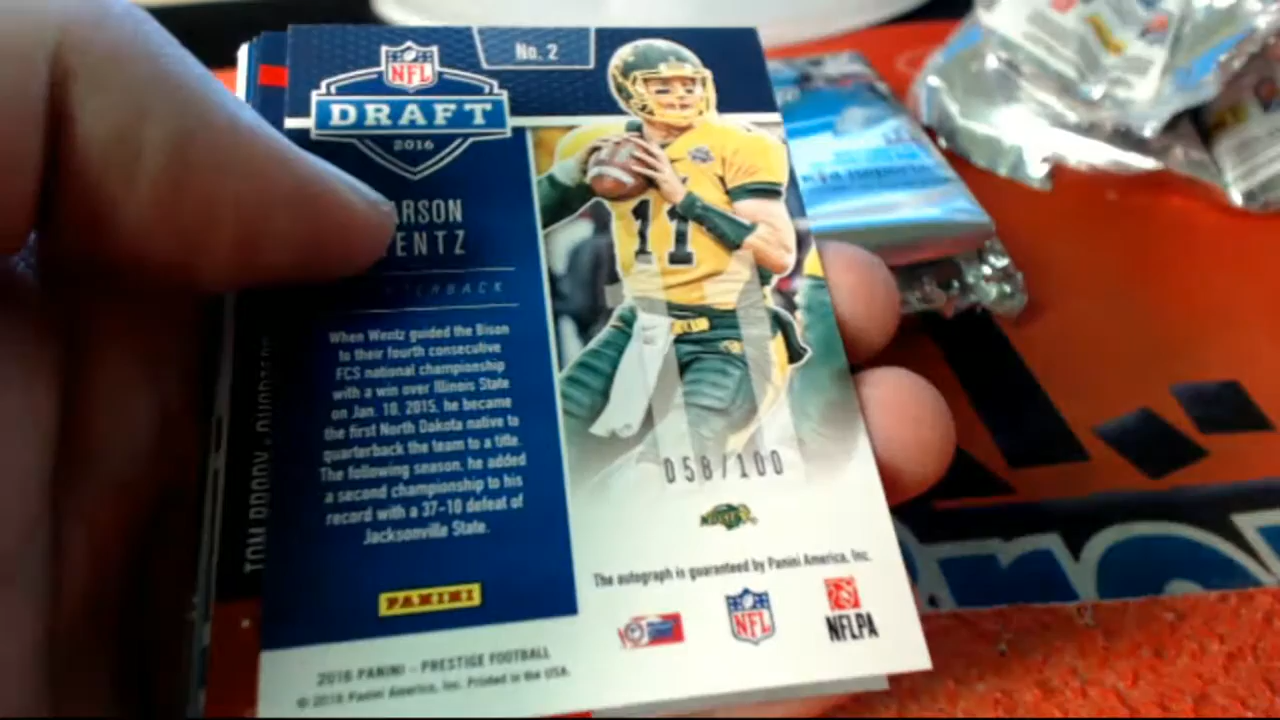 No. 2
NFL
DRAFT
2016
ARSON
ENTZ
When Wentz guided the Bison
to their fourth consecutive
FCS national championship
with a win over Illinois State
on Jan. 10, 2015, he became
the first North Dakota native to
quarterback the team to a title.
The following season, he added
a second championship to his
record with a 37-10 defeat of
Jacksonville State.
PANINI
2016 PANINI - PRESTIGE FOOTBALL
© 2016 Panini America, Inc. Printed in the USA.
11
058/100
The autograph is guaranteed by Panini America, Inc.
NFL
NFLPA
TOM BRADY